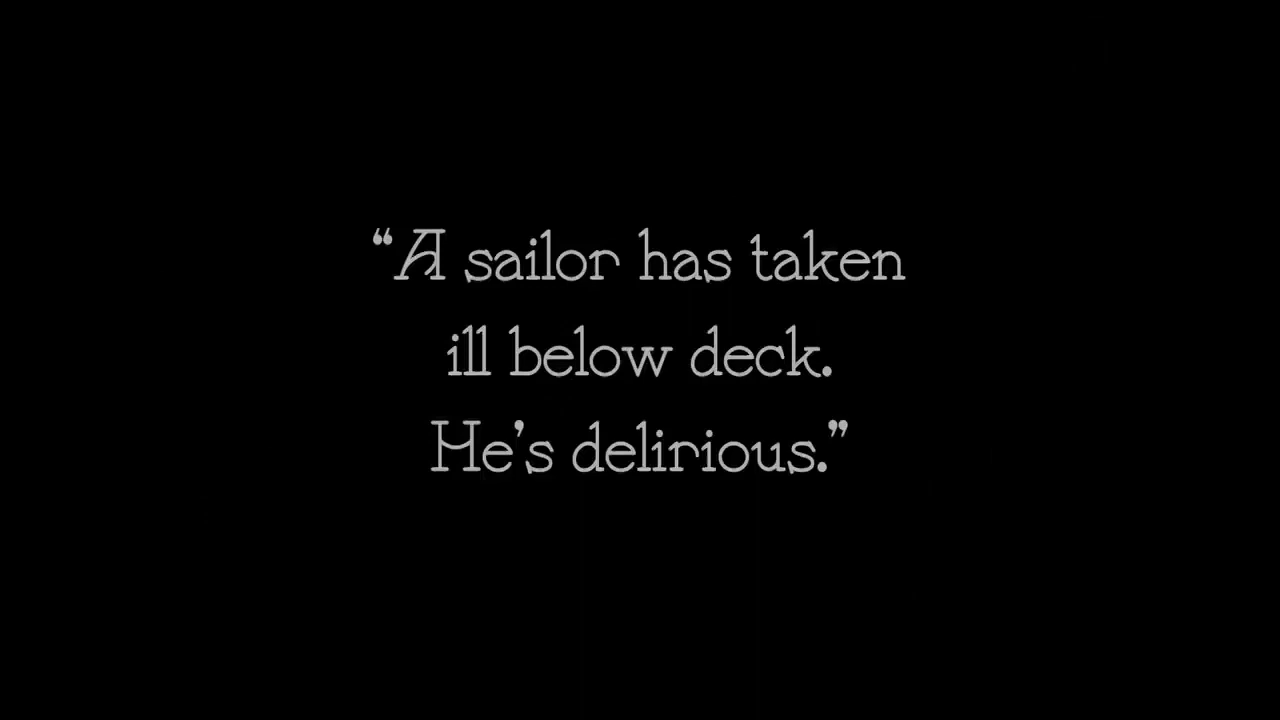 “A sailor has taken
ill below deck.
He’s delirious.”